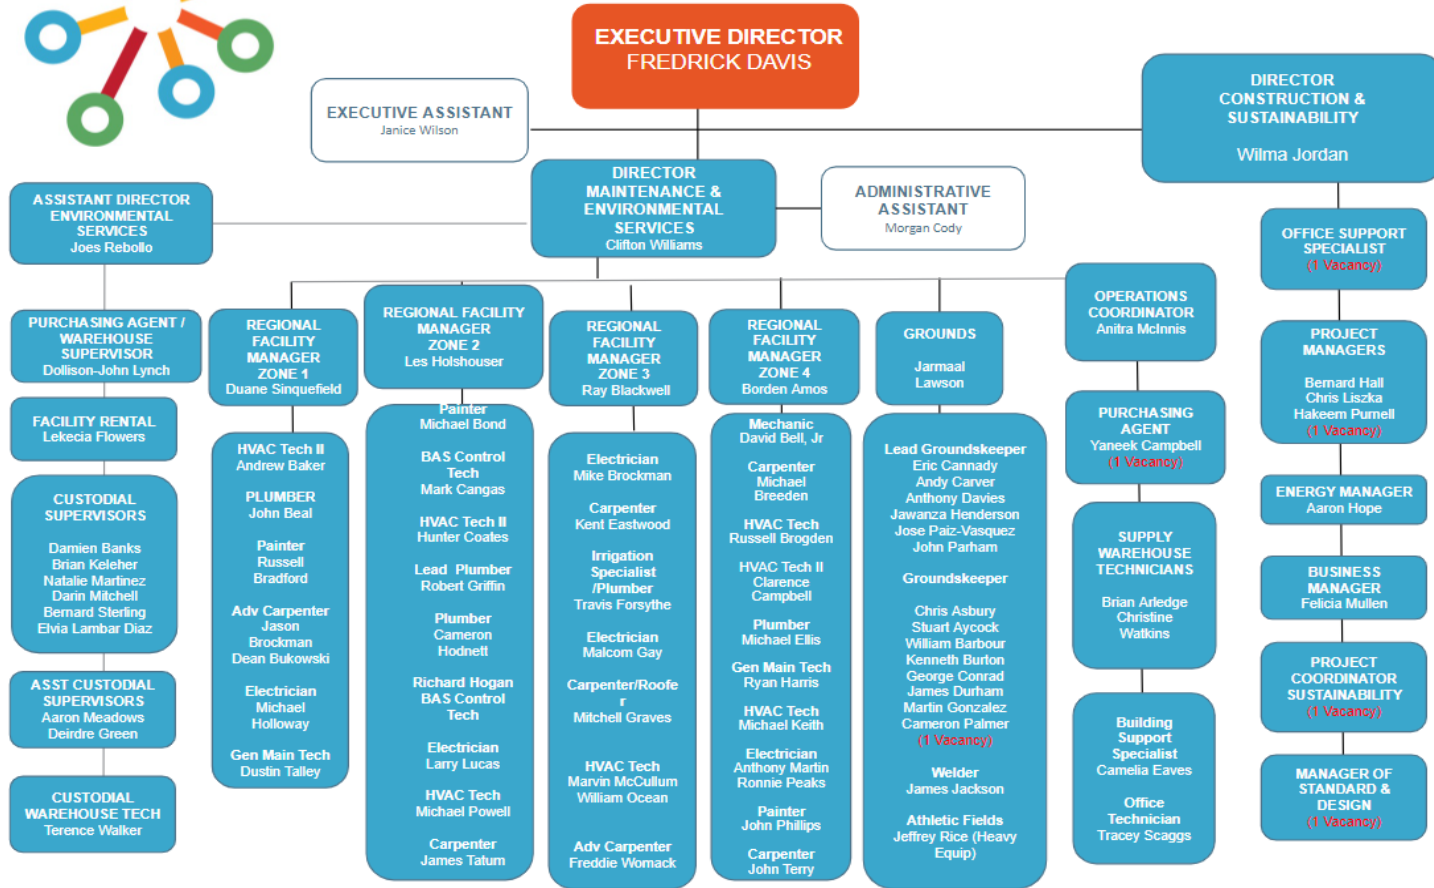 EXECUTIVE DIRECTOR
FREDRICK DAVIS
EXECUTIVE ASSISTANT
Janice Wilson
DIRECTOR
CONSTRUCTION &
SUSTAINABILITY
Wilma Jordan
DIRECTOR
MAINTENANCE &
ENVIRONMENTAL
SERVICES
Clifton Williams
ADMINISTRATIVE
ASSISTANT
Morgan Cody
ASSISTANT DIRECTOR
ENVIRONMENTAL
SERVICES
Joes Rebollo
PURCHASING AGENT /
WAREHOUSE
SUPERVISOR
Dollison-John Lynch
FACILITY RENTAL
Lekecia Flowers
CUSTODIAL
SUPERVISORS
Damien Banks
Brian Keleher
Natalie Martinez
Darin Mitchell
Bernard Sterling
Elvia Lambar Diaz
ASST CUSTODIAL
SUPERVISORS
Aaron Meadows
Deirdre Green
CUSTODIAL
WAREHOUSE TECH
Terence Walker
REGIONAL
FACILITY
MANAGER
ZONE 1
Duane Sinquefield
HVAC Tech II
Andrew Baker
PLUMBER
John Beal
Painter
Russell
Bradford
Adv Carpenter
Jason
Brockman
Dean Bukowski
Electrician
Michael
Holloway
Gen Main Tech
Dustin Talley
REGIONAL FACILITY
MANAGER
ZONE 2
Les Holshouser
Painter
Michael Bond
BAS Control
Tech
Mark Cangas
HVAC Tech II
Hunter Coates
Lead Plumber
Robert Griffin
Plumber
Cameron
Hodnett
Richard Hogan
BAS Control
Tech
Electrician
Larry Lucas
HVAC Tech
Michael Powell
Carpenter
James Tatum
REGIONAL
FACILITY
MANAGER
ZONE 3
Ray Blackwell
Electrician
Mike Brockman
Carpenter
Kent Eastwood
Irrigation
Specialist
/Plumber
Travis Forsythe
Electrician
Malcom Gay
Carpenter/Roofe
r
Mitchell Graves
HVAC Tech
Marvin McCullum
William Ocean
Adv Carpenter
Freddie Womack
REGIONAL
FACILITY
MANAGER
ZONE 4
Borden Amos
Mechanic
David Bell, Jr
Carpenter
Michael
Breeden
HVAC Tech
Russell Brogden
HVAC Tech II
Clarence
Campbell
Plumber
Michael Ellis
Gen Main Tech
Ryan Harris
HVAC Tech
Michael Keith
Electrician
Anthony Martin
Ronnie Peaks
Painter
John Phillips
Carpenter
John Terry
GROUNDS
Jarmaal
Lawson
Lead Groundskeeper
Eric Cannady
Andy Carver
Anthony Davies
Jawanza Henderson
Jose Paiz-Vasquez
John Parham
Groundskeeper
Chris Asbury
Stuart Aycock
William Barbour
Kenneth Burton
George Conrad
James Durham
Martin Gonzalez
Cameron Palmer
(1 Vacancy)
Welder
James Jackson
Athletic Fields
Jeffrey Rice (Heavy
Equip)
OPERATIONS
COORDINATOR
Anitra McInnis
PURCHASING
AGENT
Yaneek Campbell
(1 Vacancy)
SUPPLY
WAREHOUSE
TECHNICIANS
Brian Arledge
Christine
Watkins
Building
Support
Specialist
Camelia Eaves
Office
Technician
Tracey Scaggs
OFFICE SUPPORT
SPECIALIST
(1 Vacancy)
PROJECT
MANAGERS
Bernard Hall
Chris Liszka
Hakeem Purnell
(1 Vacancy)
ENERGY MANAGER
Aaron Hope
BUSINESS
MANAGER
Felicia Mullen
PROJECT
COORDINATOR
SUSTAINABILITY
(1 Vacancy)
MANAGER OF
STANDARD &
DESIGN
(1 Vacancy)